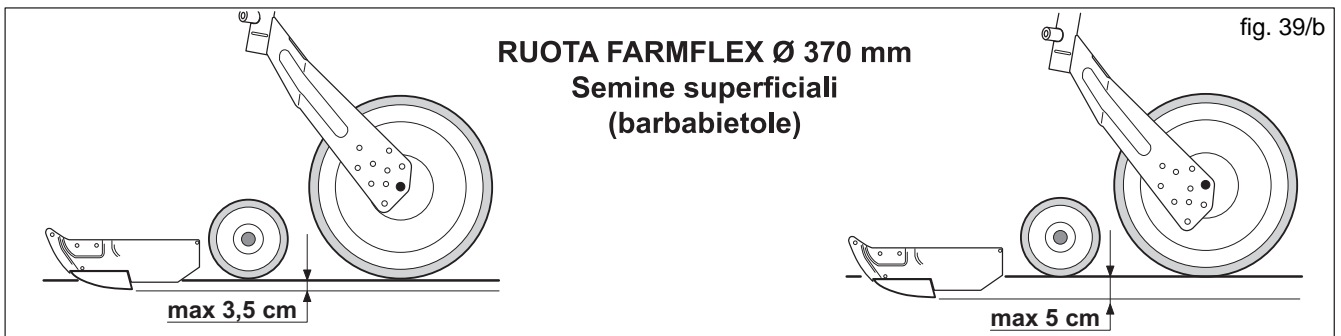 fig. 39/b
RUOTA FARMFLEX Ø 370 mm
Semine superficiali
(barbabietole)
max 3,5 cm
max 5 cm